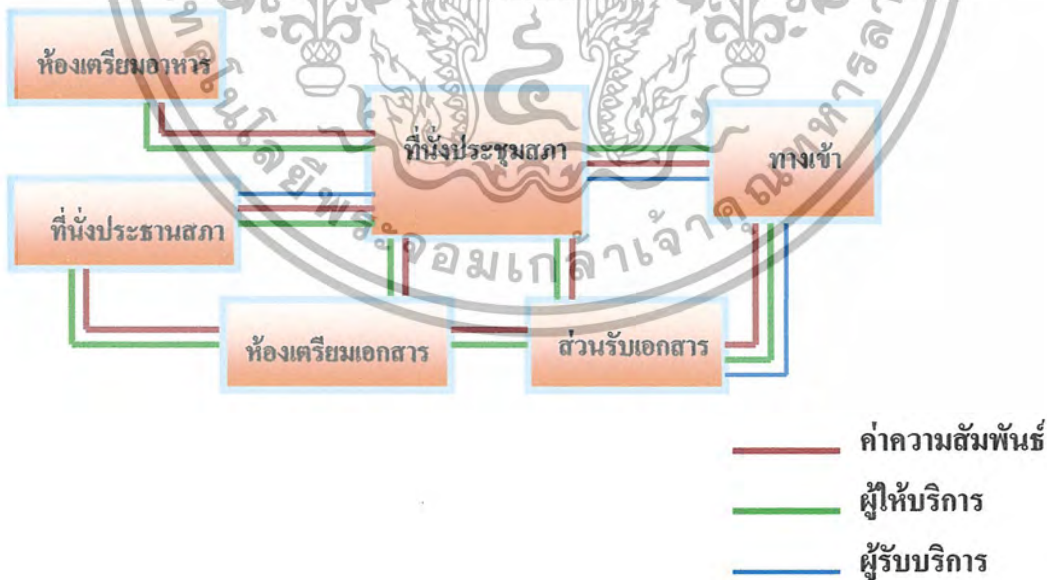 ห้องเตรียมอาหาร
ที่นั่งประชุมสภา
ทางเข้า
ที่นั่งประธานสภา
ห้องเตรียมเอกสาร
ส่วนรับเอกสาร
ค่าความสัมพันธ์
ผู้ให้บริการ
ผู้รับบริการ